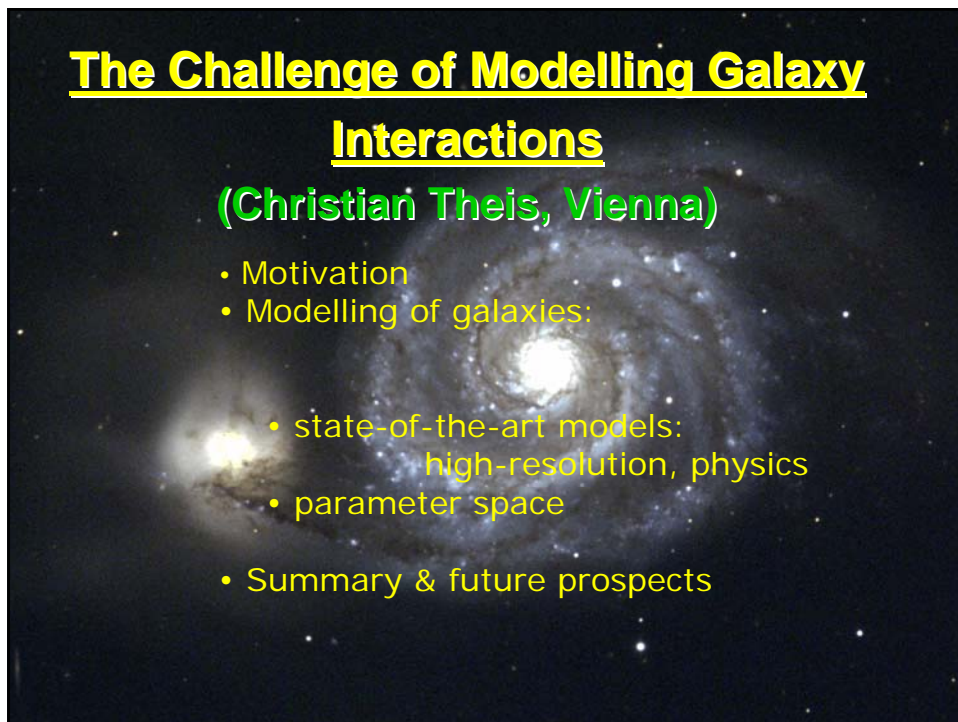 The Challenge of Modelling Galaxy
Interactions
(Christian Theis, Vienna)
• Motivation
• Modelling of galaxies:
• state-of-the-art models:
high-resolution, physics
• parameter space
• Summary & future prospects